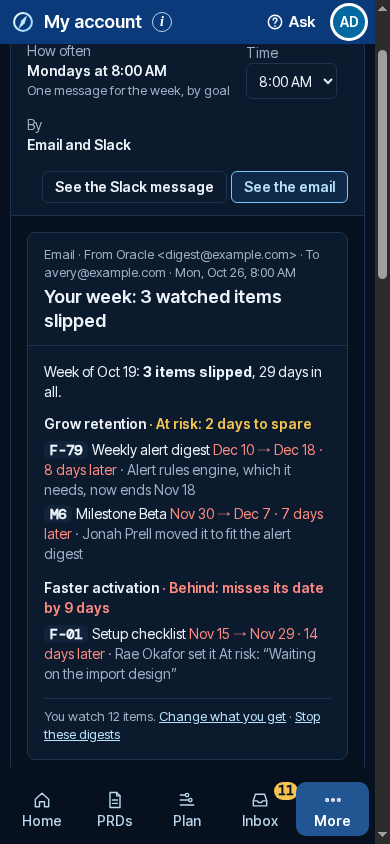 My account i Ask AD
How often
Mondays at 8:00 AM
One message for the week, by goal
Time
8:00 AM
By
Email and Slack
See the Slack message See the email
Email · From Oracle <digest@example.com> · To
avery@example.com · Mon, Oct 26, 8:00 AM
Your week: 3 watched items
slipped
Week of Oct 19: 3 items slipped, 29 days in
all.
Grow retention · At risk: 2 days to spare
F-79 Weekly alert digest Dec 10 → Dec 18 ·
8 days later · Alert rules engine, which it
needs, now ends Nov 18
M6 Milestone Beta Nov 30 → Dec 7 · 7 days
later · Jonah Prell moved it to fit the alert
digest
Faster activation · Behind: misses its date
by 9 days
F-01 Setup checklist Nov 15 → Nov 29 · 14
days later · Rae Okafor set it At risk: “Waiting
on the import design”
You watch 12 items. Change what you get · Stop
these digests
Home PRDs Plan Inbox 11 More